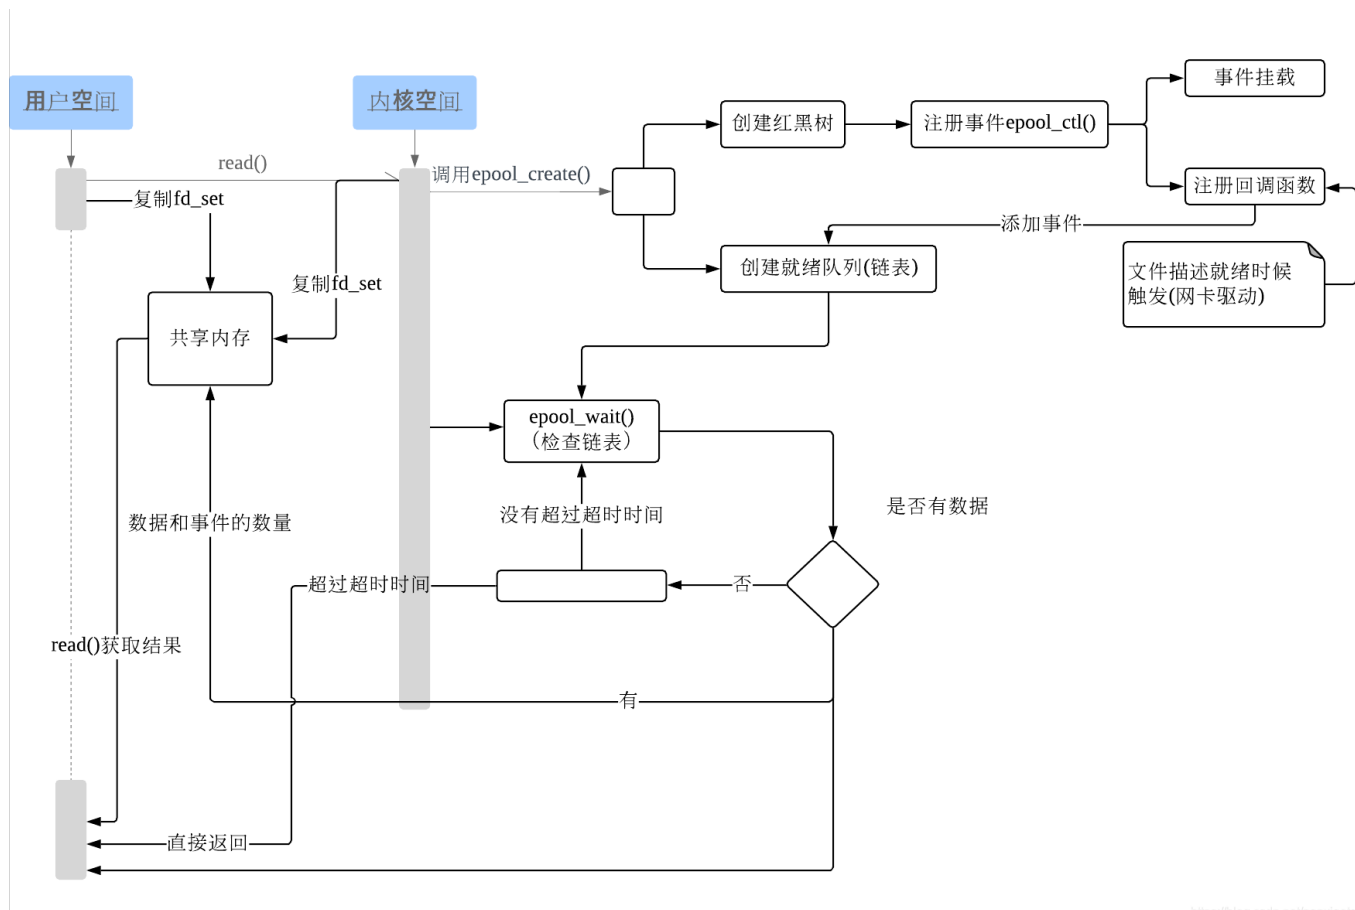 用户空间
内核空间
事件挂载
创建红黑树
注册事件epool_ctl()
read()
调用epool_create()
复制fd_set
注册回调函数
添加事件
创建就绪队列(链表)
文件描述就绪时候
触发(网卡驱动)
复制fd_set
共享内存
epool_wait()
（检查链表）
是否有数据
没有超过超时时间
数据和事件的数量
超过超时时间
否
read()获取结果
有
直接返回